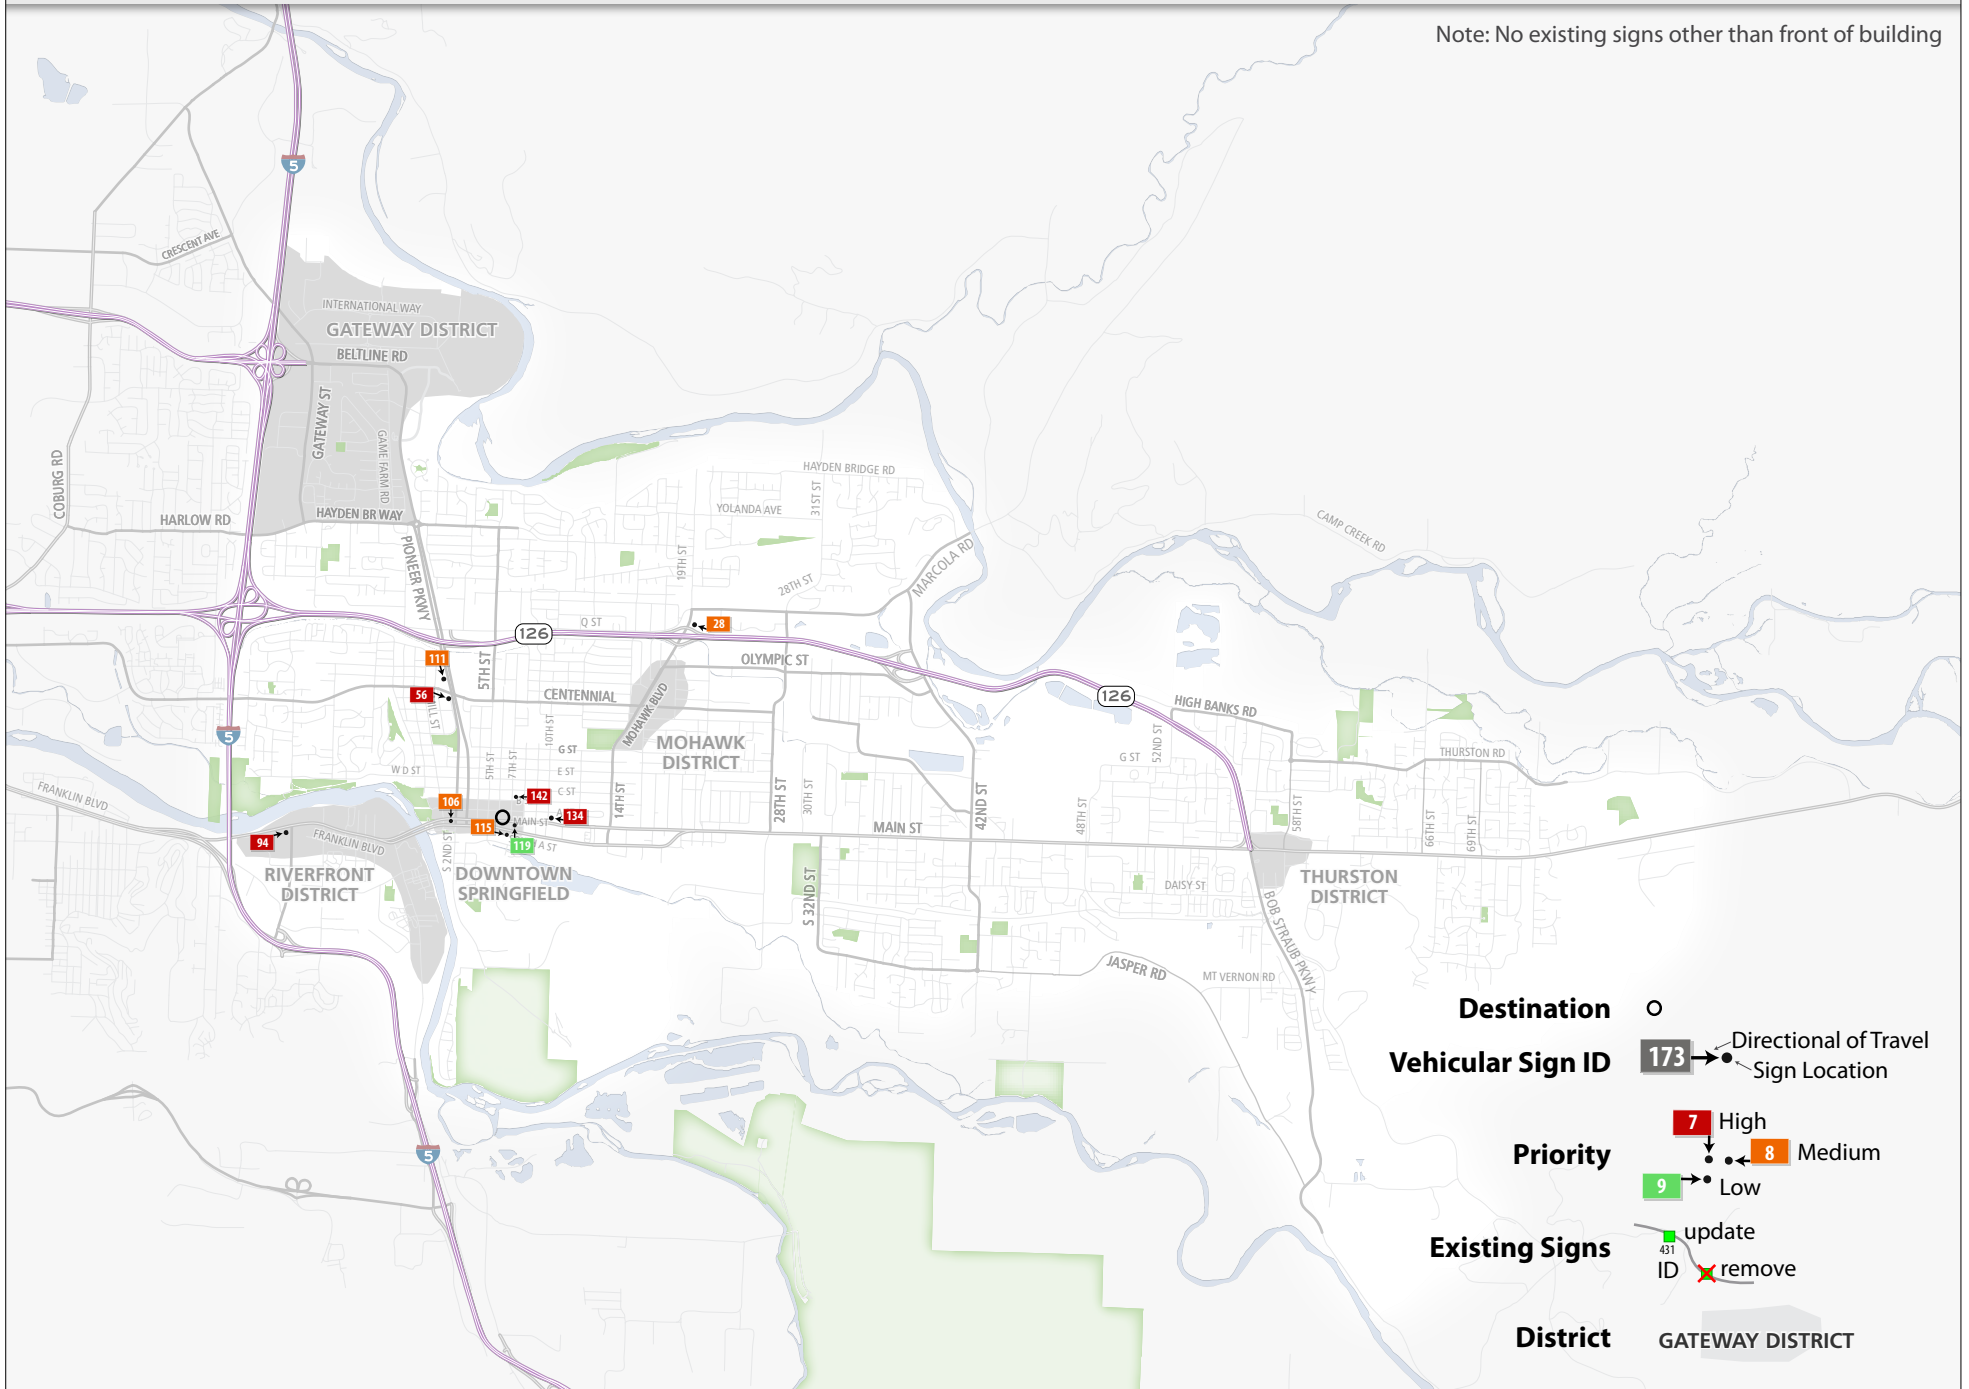 Note: No existing signs other than front of building
5
CRESCENT AVE
INTERNATIONAL WAY
GATEWAY DISTRICT
BELTLINE RD
GATEWAY ST
GAME FARM RD
COBURG RD
HARLOW RD
HAYDEN BR WAY
PIONEER PKWY
HAYDEN BRIDGE RD
31ST ST
YOLANDA AVE
19TH ST
28TH ST
MARCOLA RD
CAMP CREEK RD
126
Q ST
28
111
56
5TH ST
OLYMPIC ST
CENTENNIAL
MOHAWK BLVD
126
HIGH BANKS RD
5
10TH ST
G ST
MOHAWK
DISTRICT
G ST
52ND ST
THURSTON RD
W D ST
5TH ST
7TH ST
E ST
C ST
14TH ST
28TH ST
30TH ST
42ND ST
48TH ST
58TH ST
66TH ST
69TH ST
FRANKLIN BLVD
106
142
134
MAIN ST
115
119
A ST
MAIN ST
94
FRANKLIN BLVD
S 2ND ST
RIVERFRONT
DISTRICT
DOWNTOWN
SPRINGFIELD
S 32ND ST
DAISY ST
THURSTON
DISTRICT
BOB STRAUB PKWY
JASPER RD
MT VERNON RD
5
Destination
Vehicular Sign ID
173
Directional of Travel
Sign Location
Priority
7
High
8
Medium
9
Low
Existing Signs
update
431
ID
remove
District
GATEWAY DISTRICT